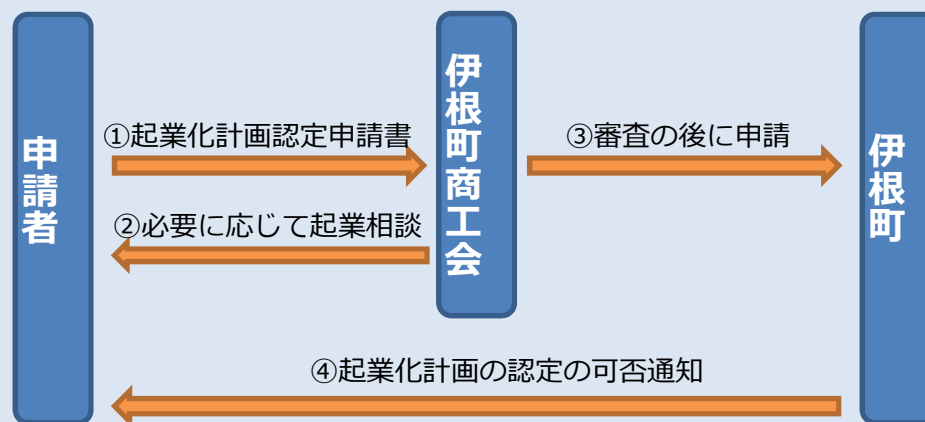 申請者
①起業化計画認定申請書
②必要に応じて起業相談
伊根町商工会
③審査の後に申請
伊根町
④起業化計画の認定の可否通知